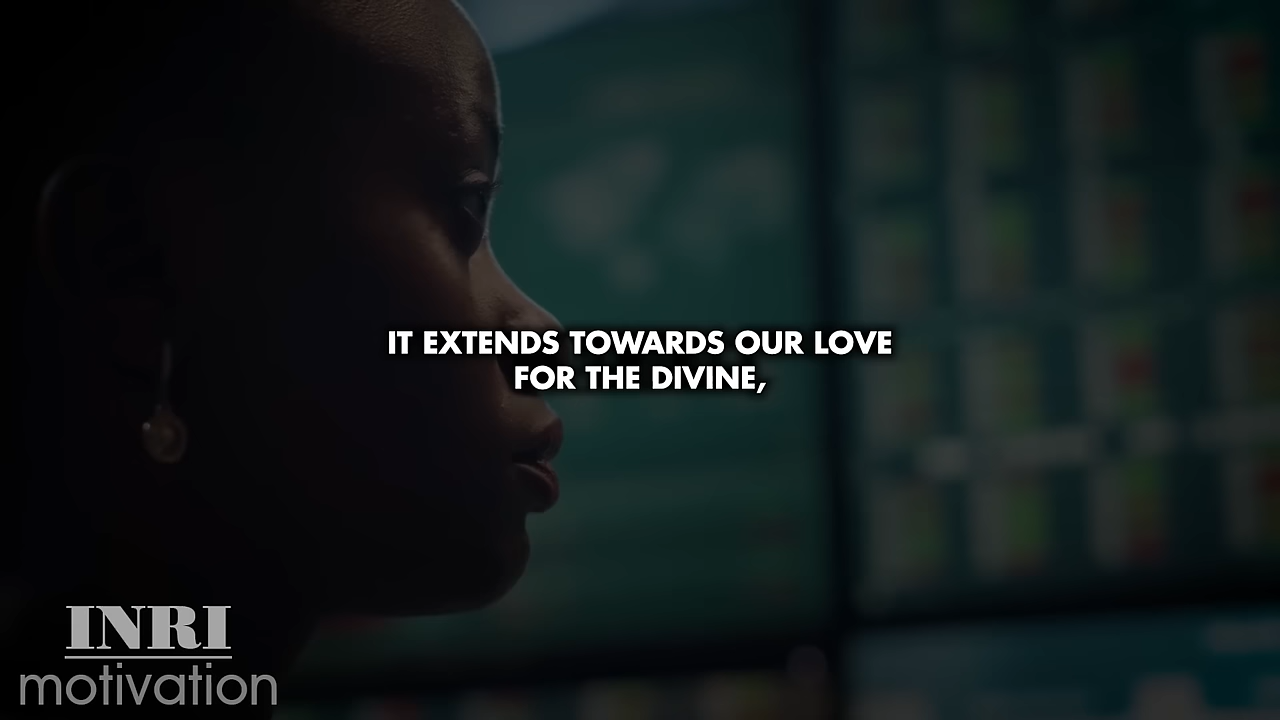 IT EXTENDS TOWARDS OUR LOVE
FOR THE DIVINE,
INRI
motivation